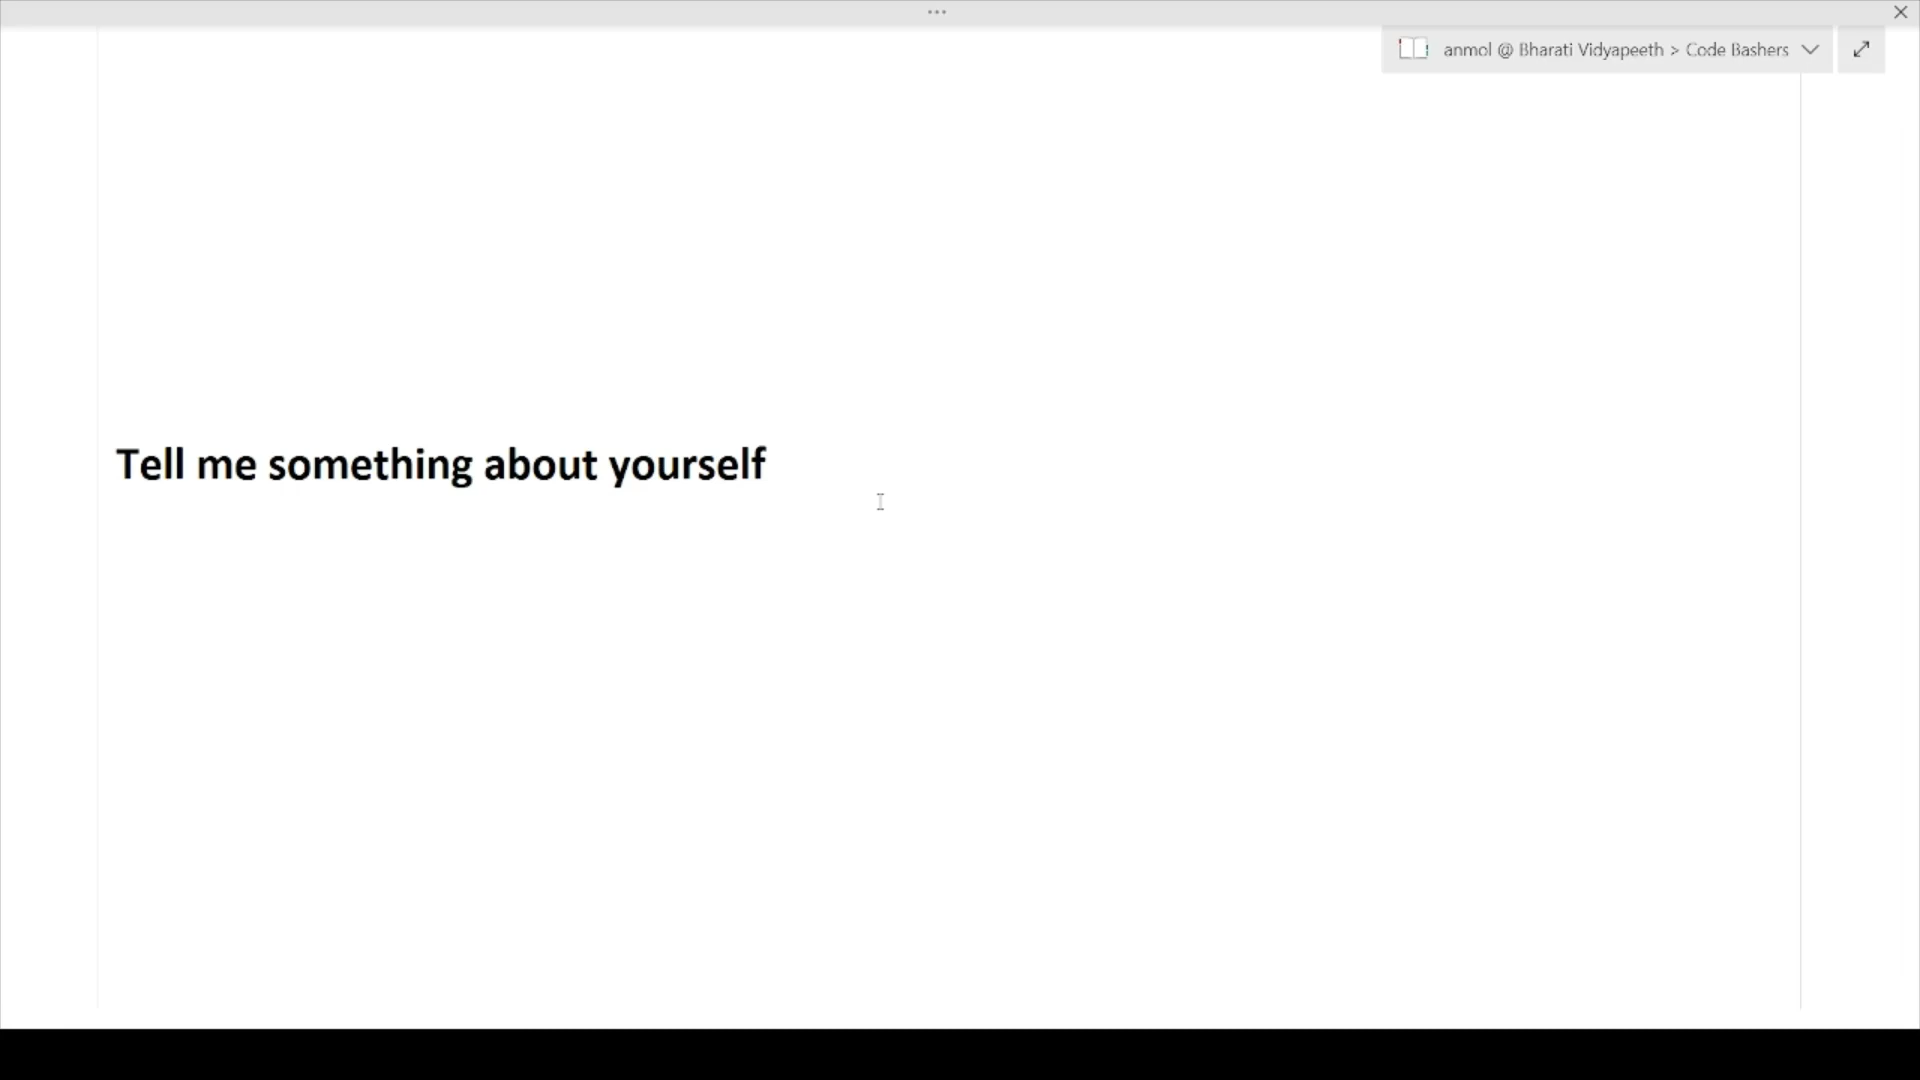 anmol @ Bharati Vidyapeeth > Code Bashers
Tell me something about yourself